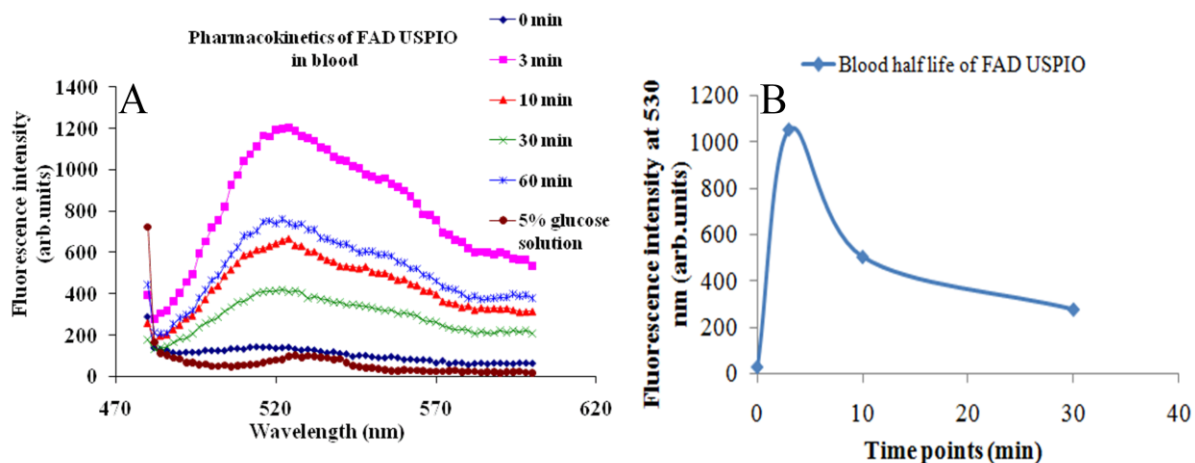 A
Pharmacokinetics of FAD USPIO
in blood
0 min
3 min
10 min
30 min
60 min
5% glucose
solution
Fluorescence intensity
(arb.units)
1400
1200
1000
800
600
400
200
0
470
520
570
620
Wavelength (nm)
B
Blood half life of FAD USPIO
Fluorescence intensity at 530
nm (arb.units)
1200
1000
800
600
400
200
0
0
10
20
30
40
Time points (min)